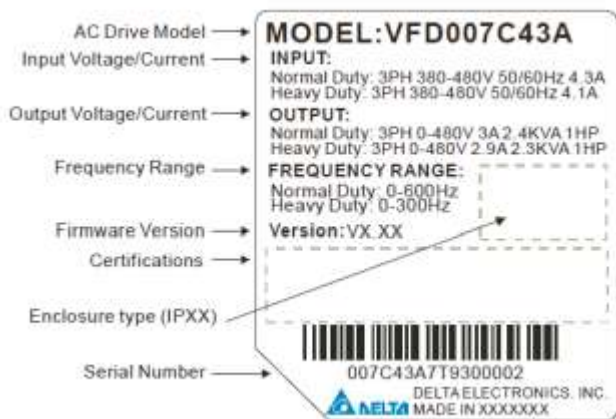 AC Drive Model
Input Voltage/Current
Output Voltage/Current
Frequency Range
Firmware Version
Certifications
Enclosure type (IPXX)
Serial Number
MODEL:VFD007C43A
INPUT:
Normal Duty: 3PH 380-480V 50/60Hz 4.3A
Heavy Duty: 3PH 380-480V 50/60Hz 4.1A
OUTPUT:
Normal Duty: 3PH 0-480V 3A 2.4KVA 1HP
Heavy Duty: 3PH 0-480V 2.9A 2.3KVA 1HP
FREQUENCY RANGE:
Normal Duty: 0-600Hz
Heavy Duty: 0-300Hz
Version: VX.XX
007C43A7T9300002
DELTA
DELTA ELECTRONICS. INC.
MADE IN XXXXXXX